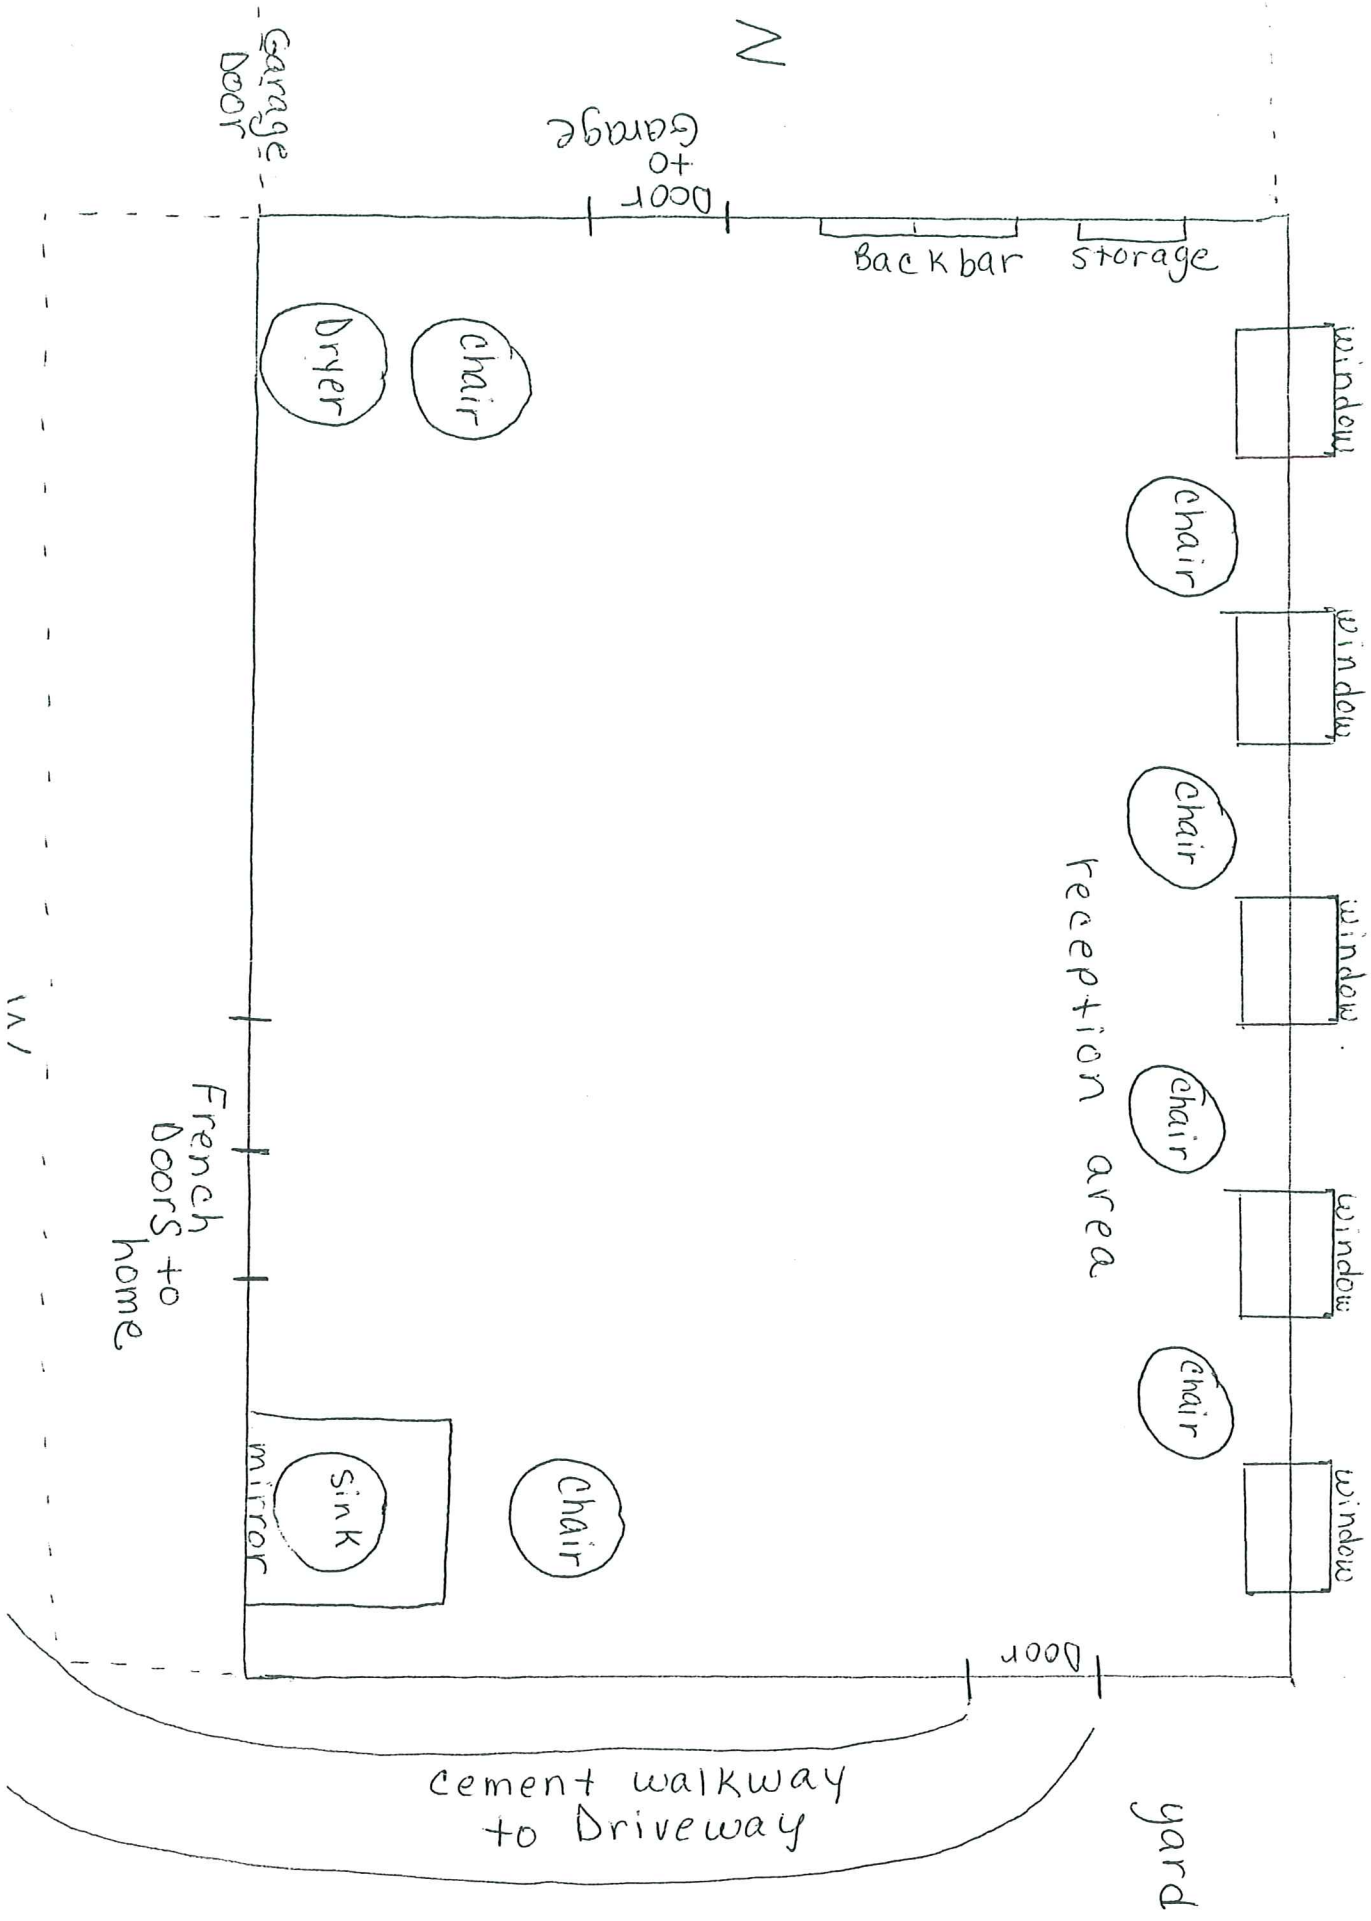 N
Garage
Door
Door
to
Garage
Backbar
storage
window
Dryer
chair
chair
window
chair
window
reception area
chair
window
French
Doors to
home
chair
window
mirror
Sink
Chair
Door
cement walkway
to Driveway
yard